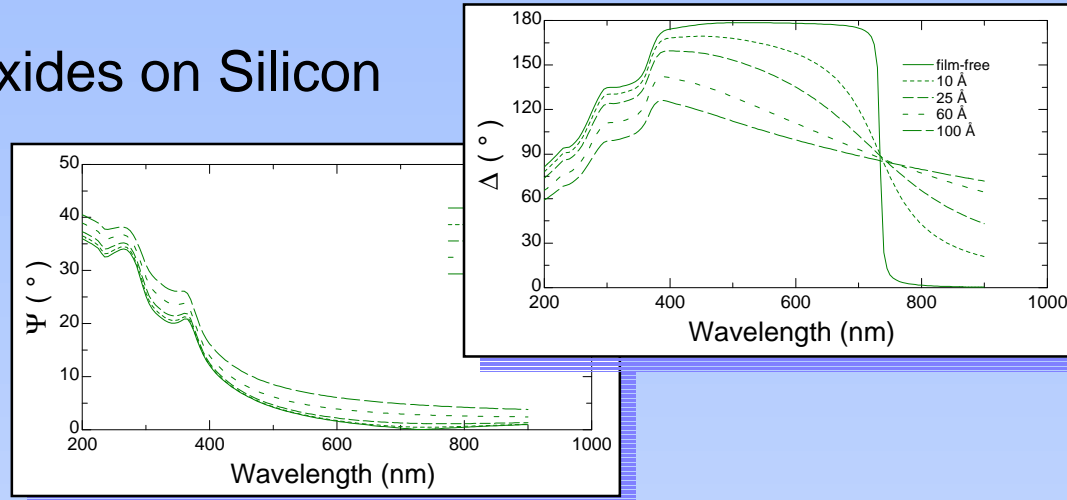 xides on Silicon
180
150
120
90
60
30
0
Δ ( ° )
200 400 600 800 1000
Wavelength (nm)
film-free
10 Å
25 Å
60 Å
100 Å
50
40
30
20
10
0
Ψ ( ° )
200 400 600 800 1000
Wavelength (nm)